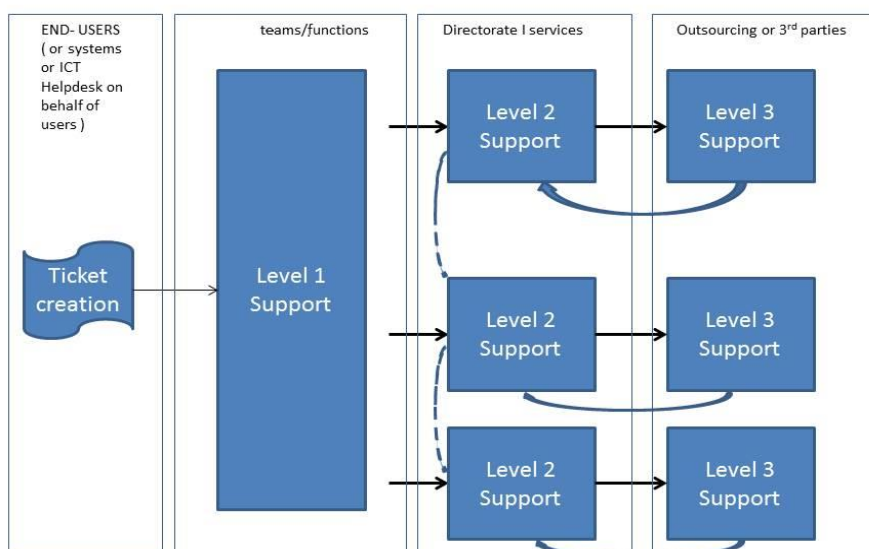 END- USERS
( or systems
or ICT
Helpdesk on
behalf of
users )
teams/functions
Directorate I services
Outsourcing or 3rd parties
Level 2
Support
Level 3
Support
Ticket
creation
Level 1
Support
Level 2
Support
Level 3
Support
Level 2
Support
Level 3
Support